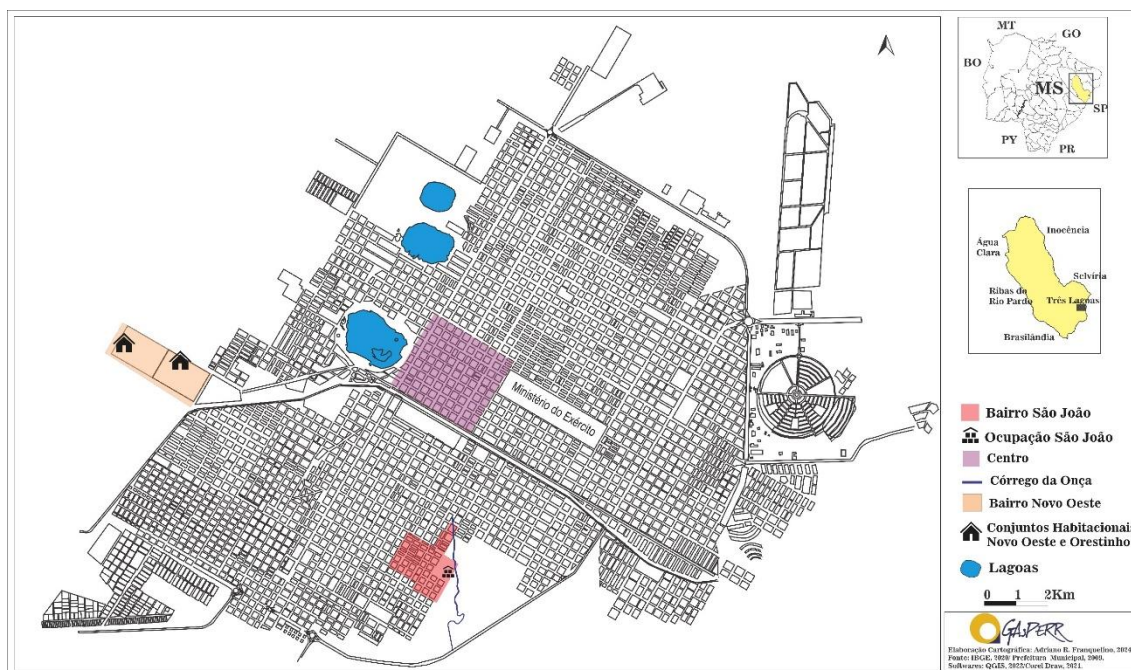 Ministério do Exército
MT
GO
BO
MS
SP
PY
PR
Inocência
Água
Clara
Selvíria
Ribas do
Rio Pardo
Três Lagoas
Brasilândia
Bairro São João
Ocupação São João
Centro
Córrego da Onça
Bairro Novo Oeste
Conjuntos Habitacionais
Novo Oeste e Orestinho
Lagoas
0 1 2Km
GAsPERR
Elaboração Cartográfica: Adriano R. Franquelino, 2024
Fonte: IBGE, 2020/ Prefeitura Municipal, 2009.
Softwares: QGIS, 2022/Corel Draw, 2021.